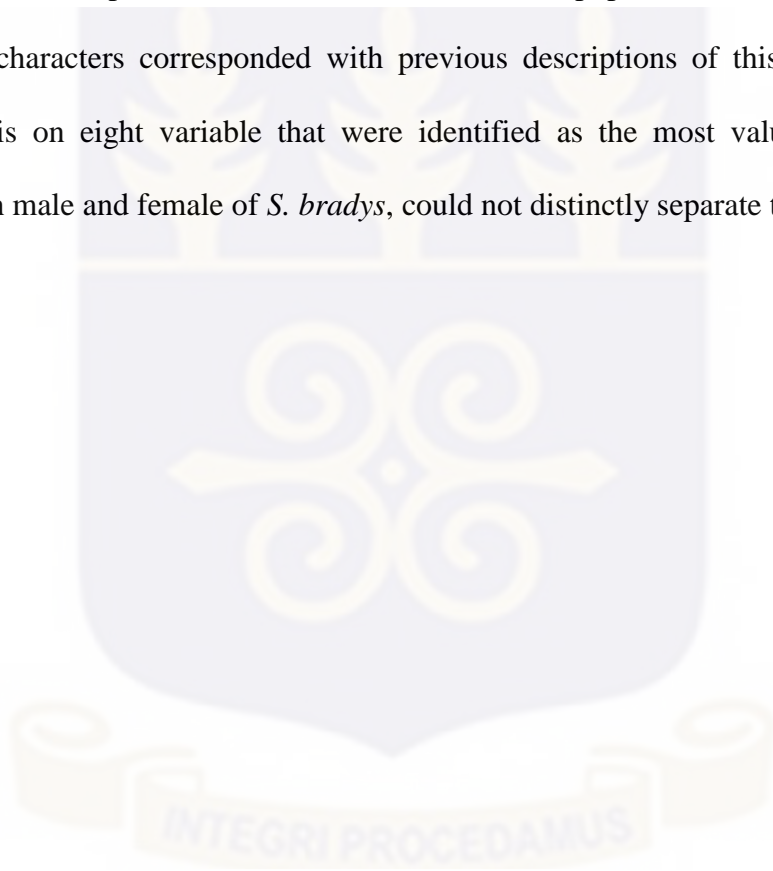 characters corresponded with previous descriptions of this
is on eight variable that were identified as the most
male and female of S. bradys, could not distinctly separate
INTEGRI PROCEDAMUS